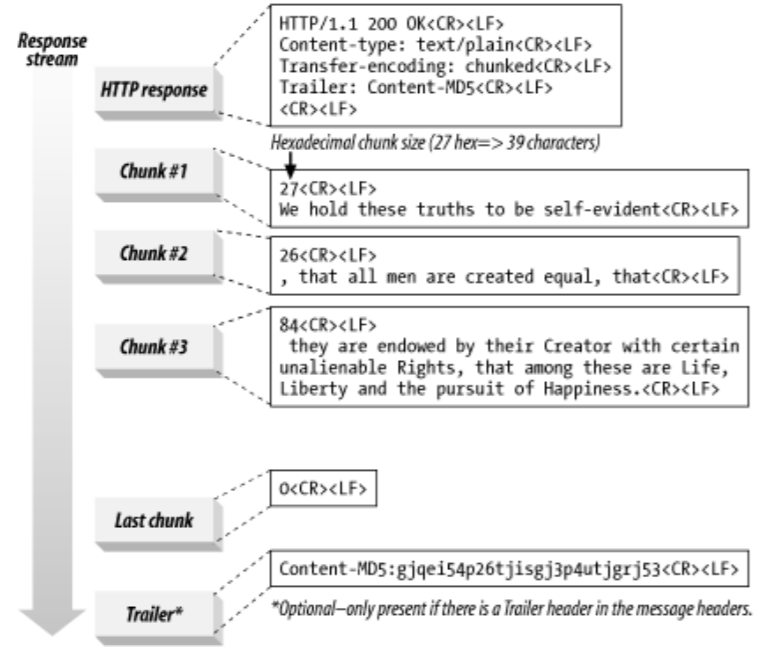 Response
stream
HTTP response
HTTP/1.1 200 OK<CR><LF>
Content-type: text/plain<CR><LF>
Transfer-encoding: chunked<CR><LF>
Trailer: Content-MD5<CR><LF>
<CR><LF>
Hexadecimal chunk size (27 hex=> 39 characters)
Chunk #1
27<CR><LF>
We hold these truths to be self-evident<CR><LF>
Chunk #2
26<CR><LF>
, that all men are created equal, that<CR><LF>
Chunk #3
84<CR><LF>
they are endowed by their Creator with certain
unalienable Rights, that among these are Life,
Liberty and the pursuit of Happiness.<CR><LF>
Last chunk
0<CR><LF>
Trailer*
Content-MD5:gjqei54p26tjisgj3p4utjgrj53<CR><LF>
*Optional—only present if there is a Trailer header in the message headers.